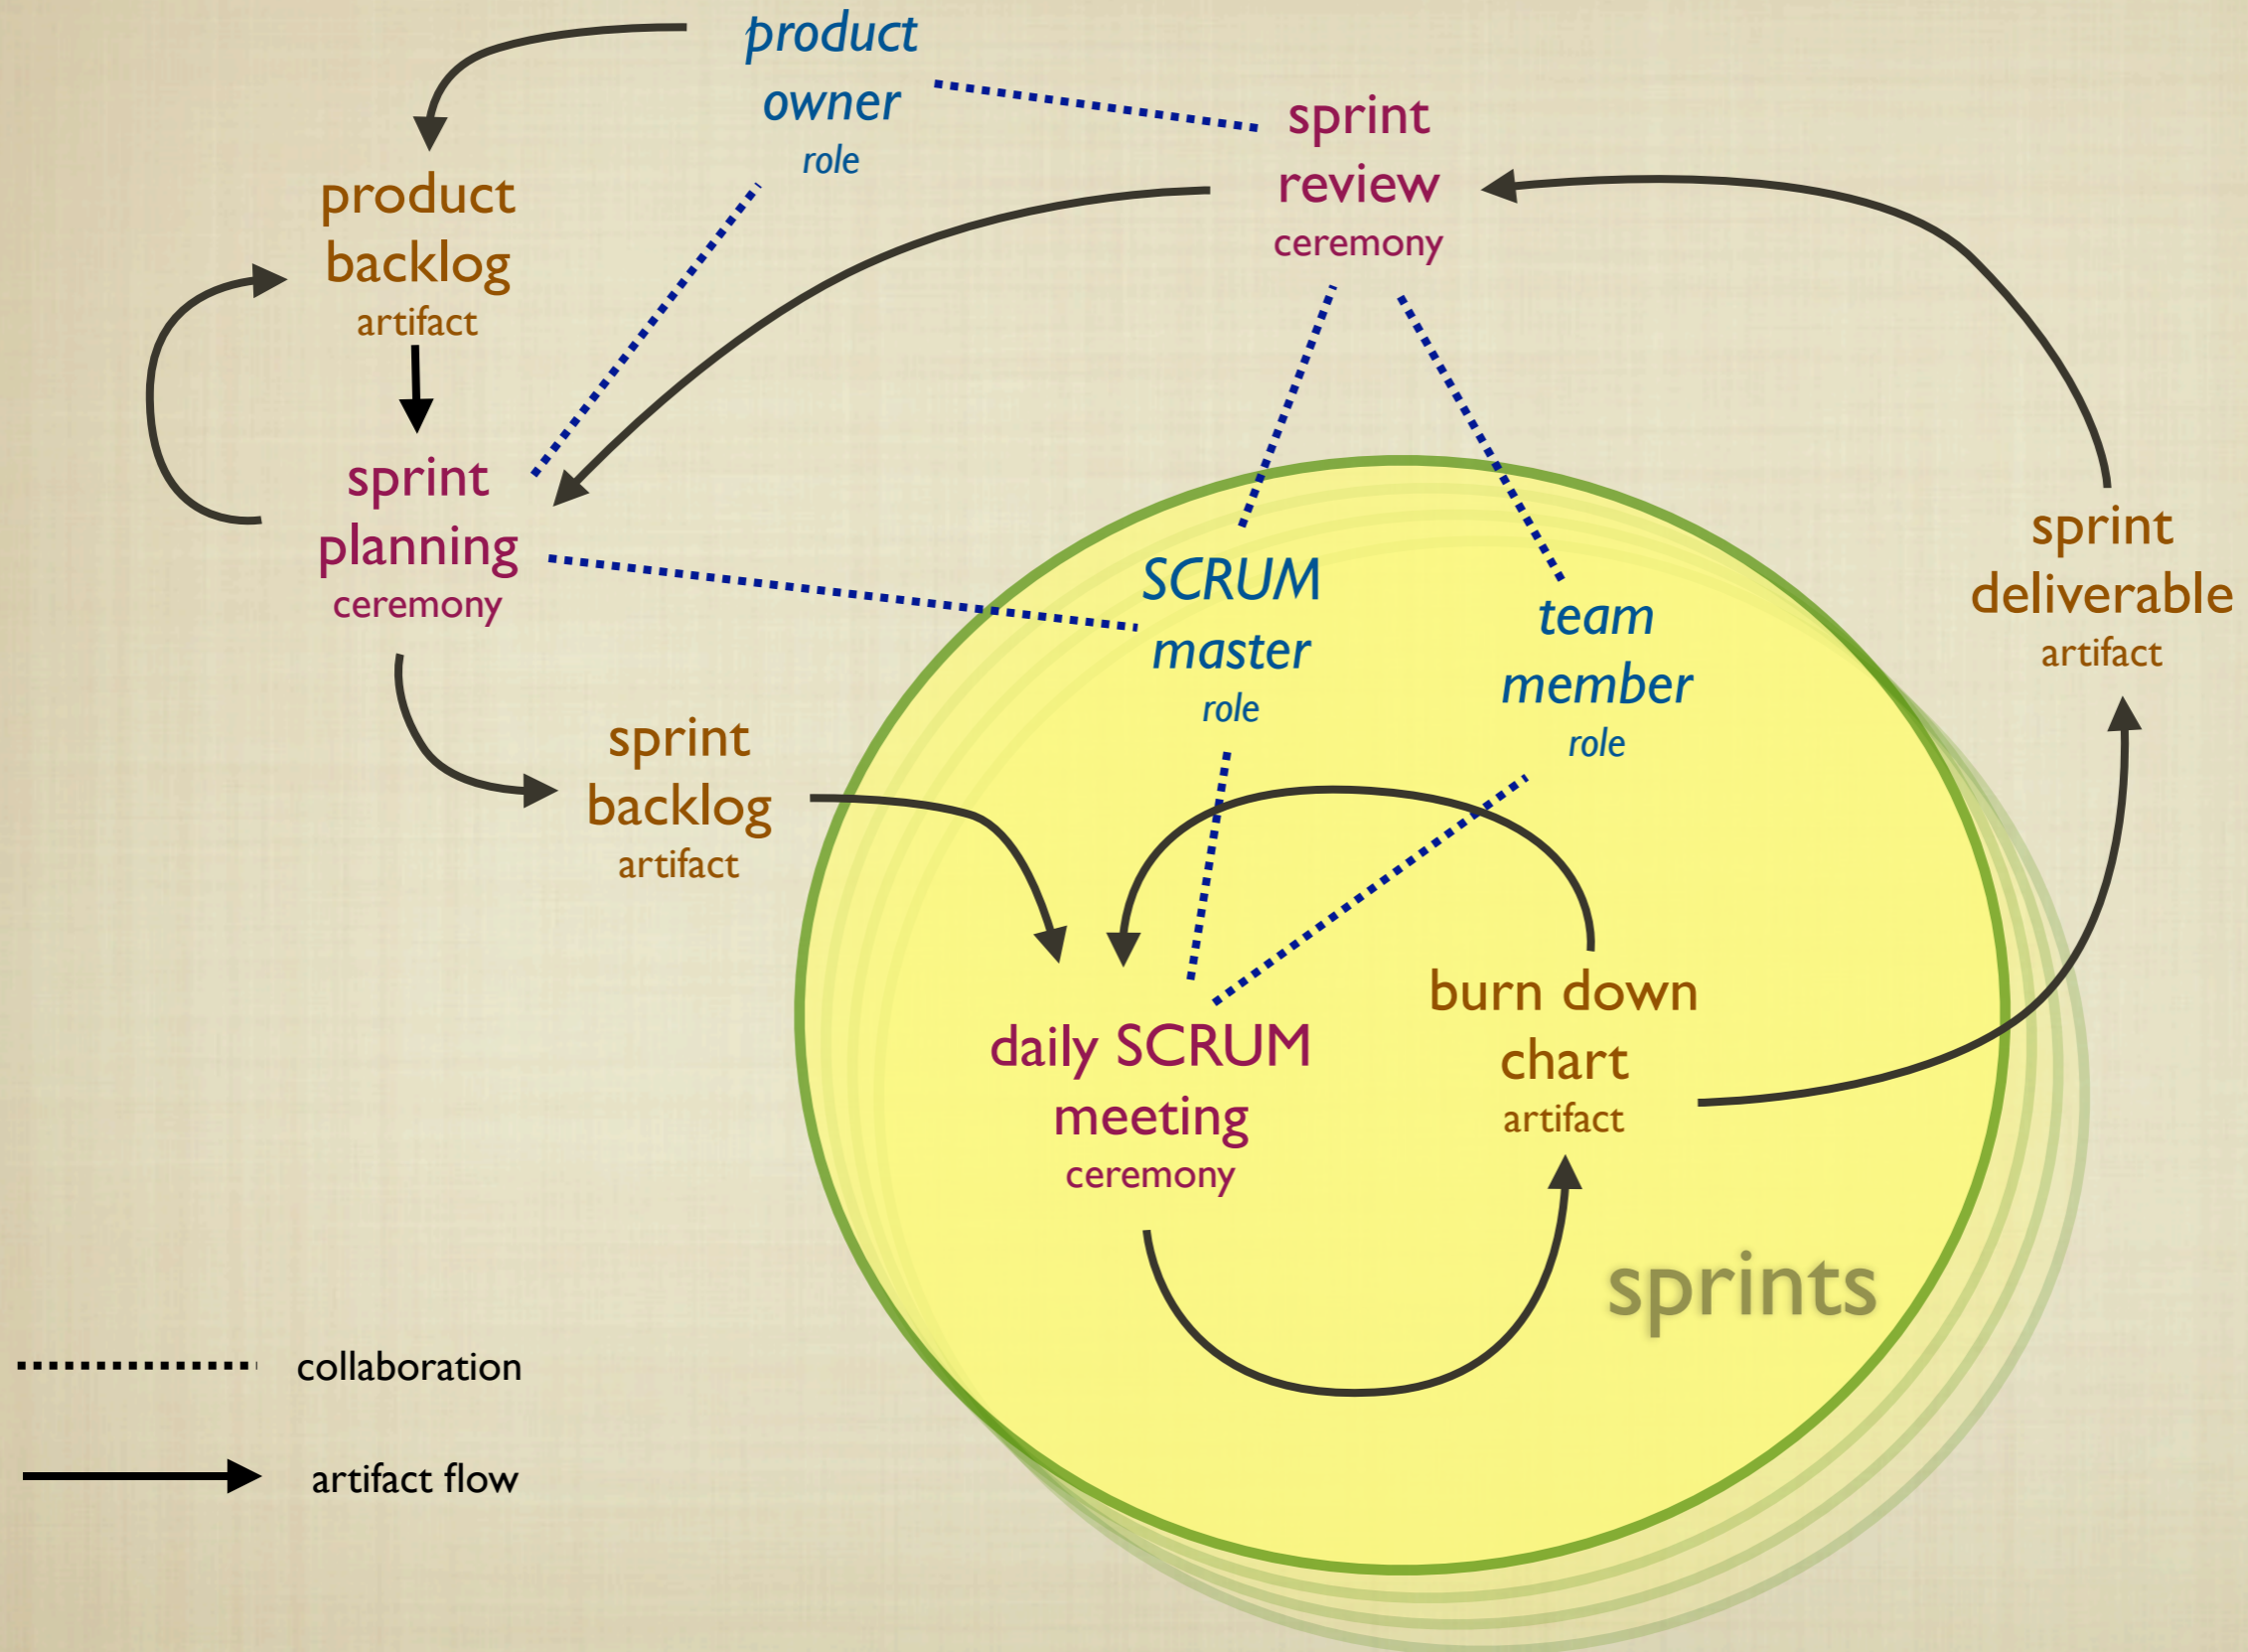 product
owner
role
sprint
review
ceremony
product
backlog
artifact
sprint
planning
ceremony
SCRUM
master
role
team
member
role
sprint
deliverable
artifact
sprint
backlog
artifact
daily SCRUM
meeting
ceremony
burn down
chart
artifact
sprints
collaboration
artifact flow